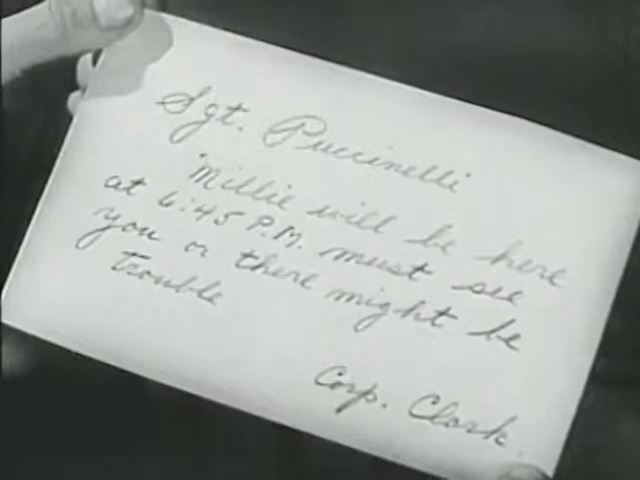 Sgt. Puccinelli
"Millie will be here
at 6:45 P.M. must see
you or there might be
trouble
Corp. Clark.